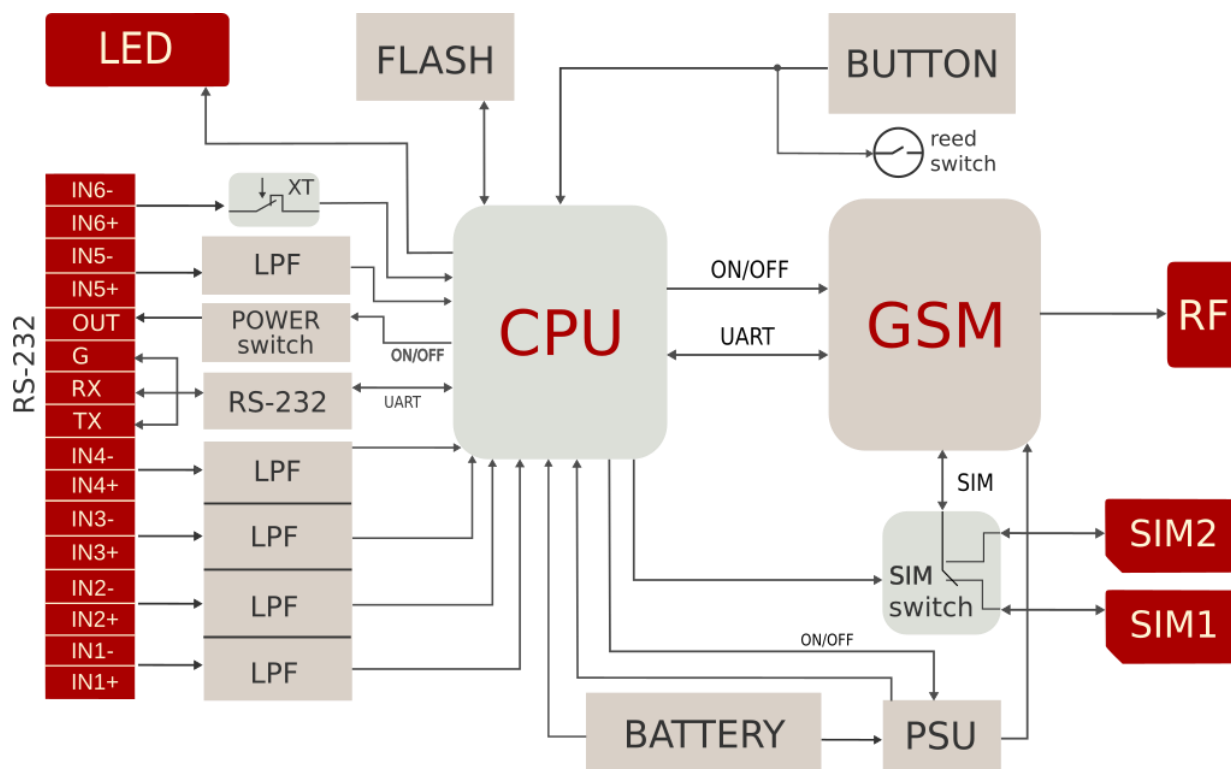 LED
FLASH
BUTTON
reed
switch
IN6-
IN6+
IN5-
IN5+
OUT
G
RX
TX
IN4-
IN4+
IN3-
IN3+
IN2-
IN2+
IN1-
IN1+
RS-232
XT
LPF
POWER
switch
ON/OFF
RS-232
UART
LPF
LPF
LPF
LPF
CPU
ON/OFF
UART
GSM
RF
SIM
SIM
switch
SIM2
SIM1
ON/OFF
BATTERY
PSU